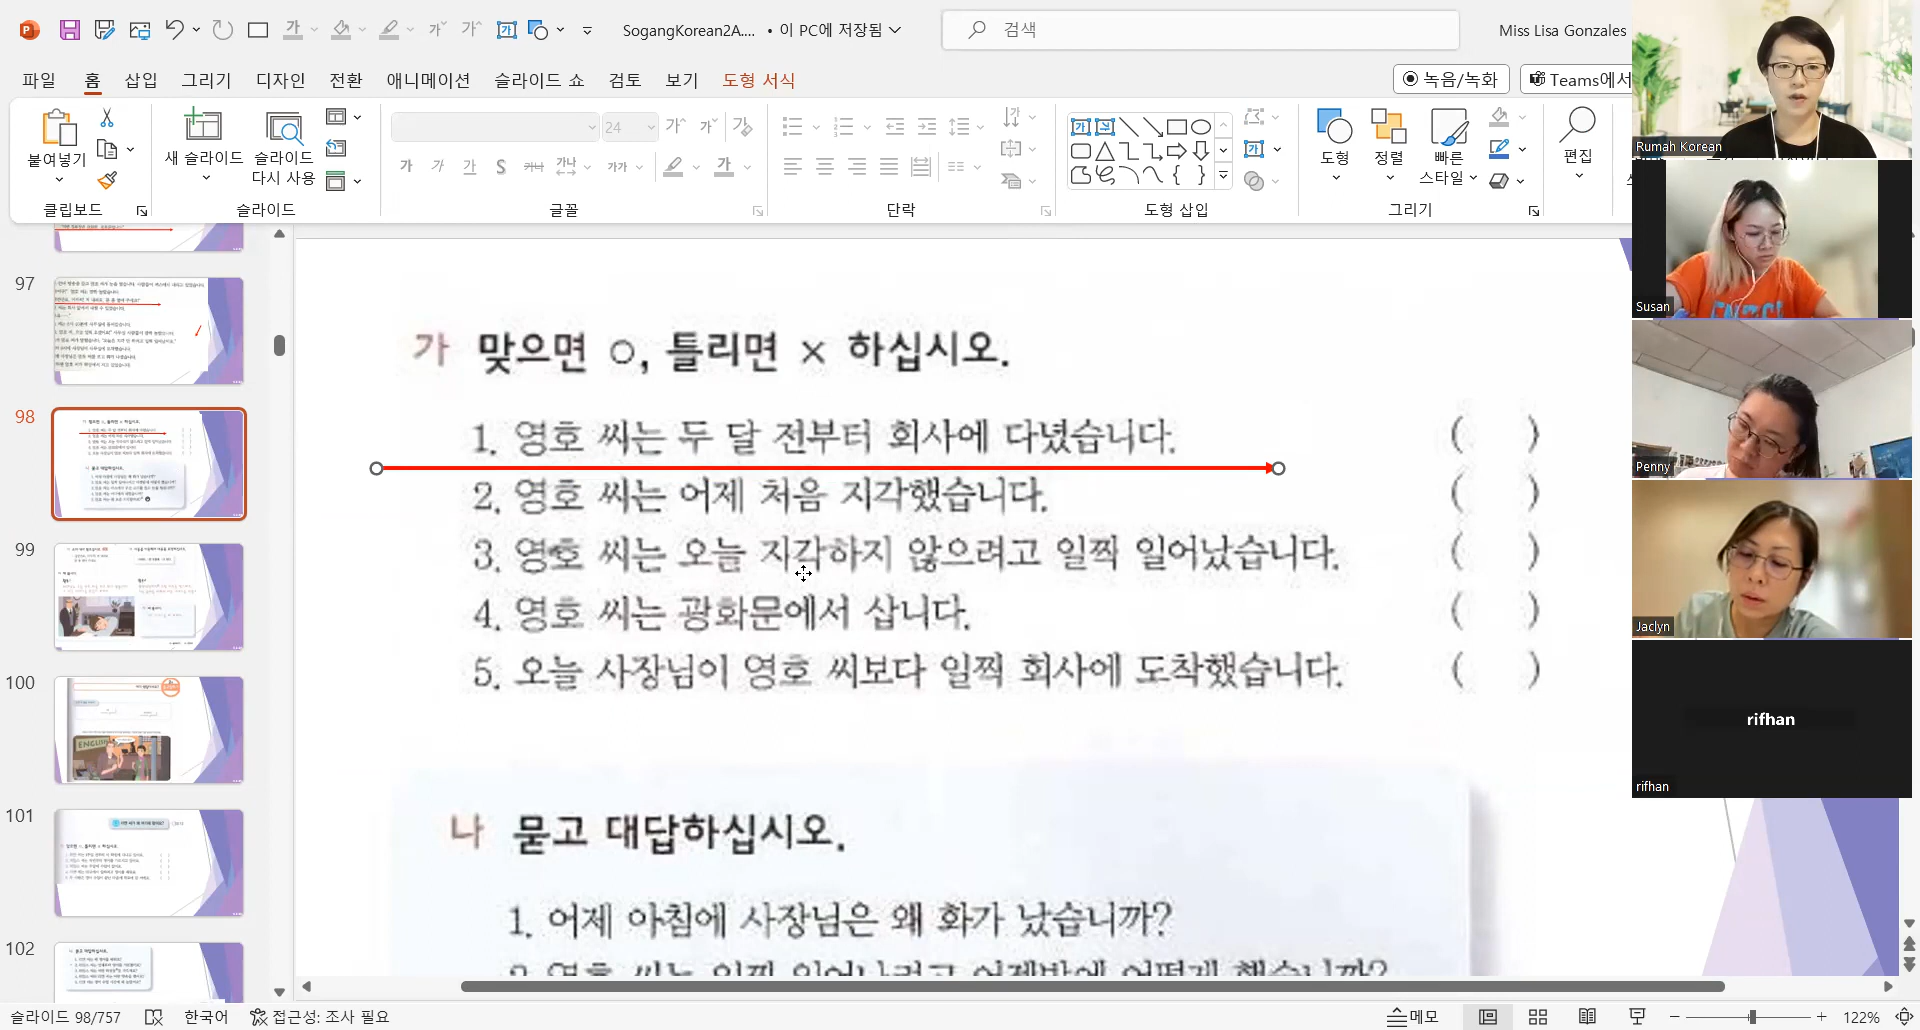 SogangKorean2A.... • 이 PC에 저장됨
검색
Miss Lisa Gonzales
파일 홈 삽입 그리기 디자인 전환 애니메이션 슬라이드 쇼 검토 보기 도형 서식
녹음/녹화
Teams에서
붙여넣기
새 슬라이드
슬라이드 다시 사용
24
도형
정렬
빠른 스타일
편집
클립보드
슬라이드
글꼴
단락
도형 삽입
그리기
97
98
99
100
101
102
가 맞으면 ○, 틀리면 × 하십시오.
1. 영호 씨는 두 달 전부터 회사에 다녔습니다. ( )
2. 영호 씨는 어제 처음 지각했습니다. ( )
3. 영호 씨는 오늘 지각하지 않으려고 일찍 일어났습니다. ( )
4. 영호 씨는 광화문에서 삽니다. ( )
5. 오늘 사장님이 영호 씨보다 일찍 회사에 도착했습니다. ( )
나 묻고 대답하십시오.
1. 어제 아침에 사장님은 왜 화가 났습니까?
Rumah Korean
Susan
Penny
Jaclyn
rifhan
rifhan
슬라이드 98/757
한국어
접근성: 조사 필요
메모
122%